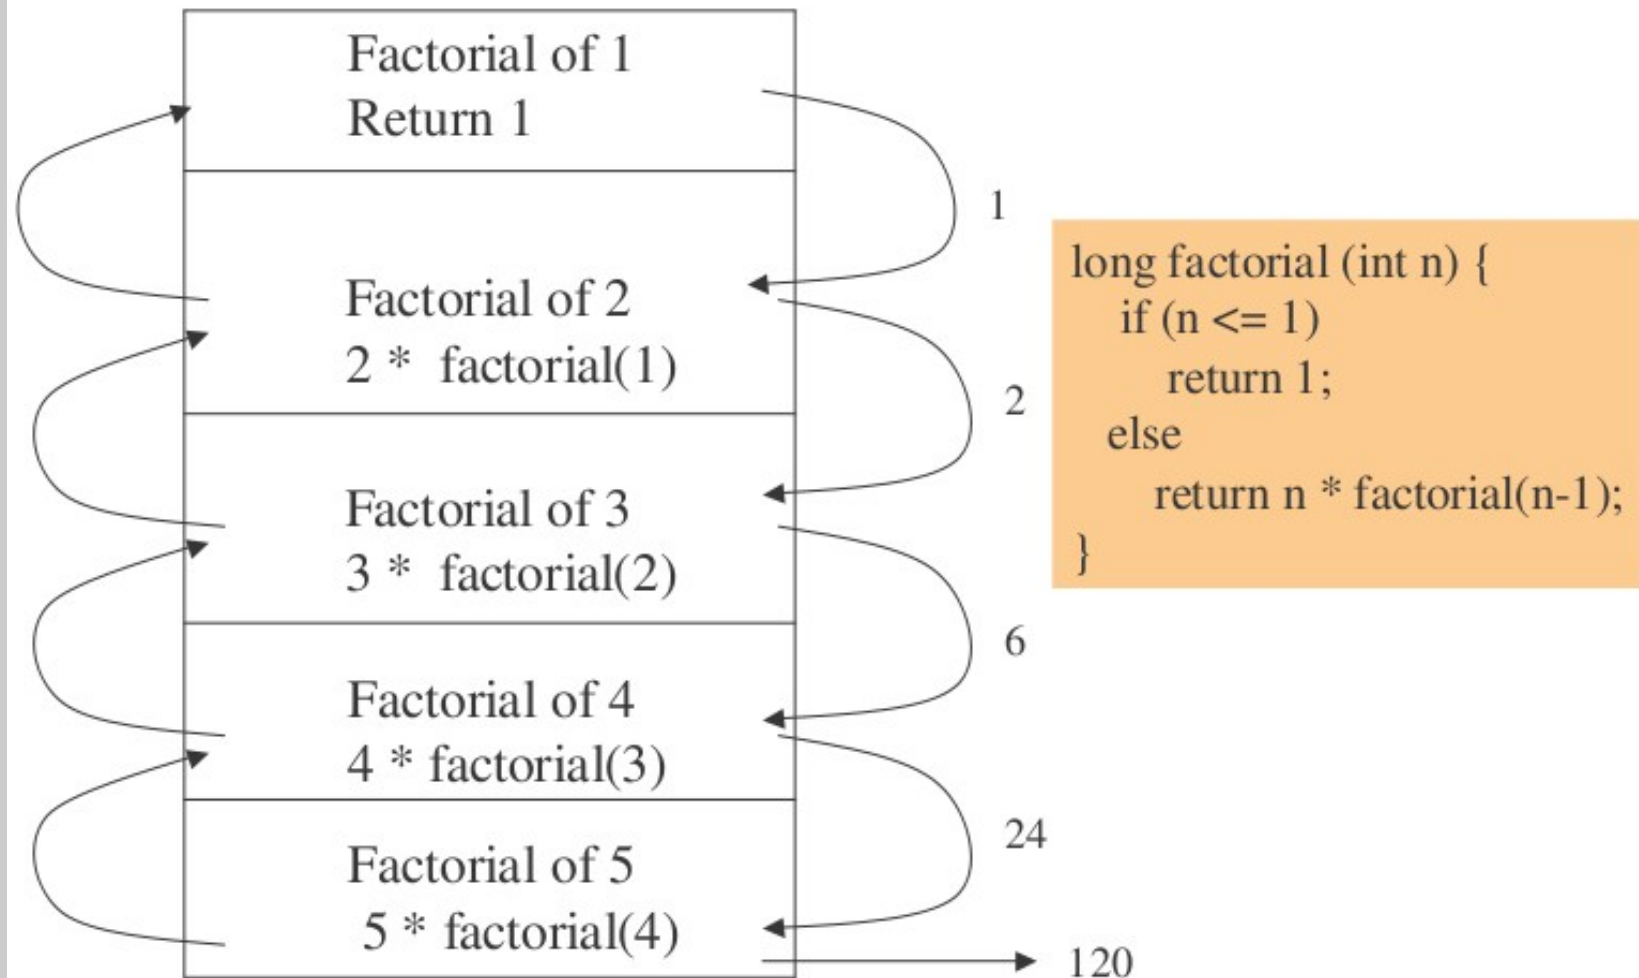 Factorial of 1
Return 1
Factorial of 2
2 * factorial(1)
Factorial of 3
3 * factorial(2)
Factorial of 4
4 * factorial(3)
Factorial of 5
5 * factorial(4)
1
2
6
24
120
long factorial (int n) {
if (n <= 1)
return 1;
else
return n * factorial(n-1);
}